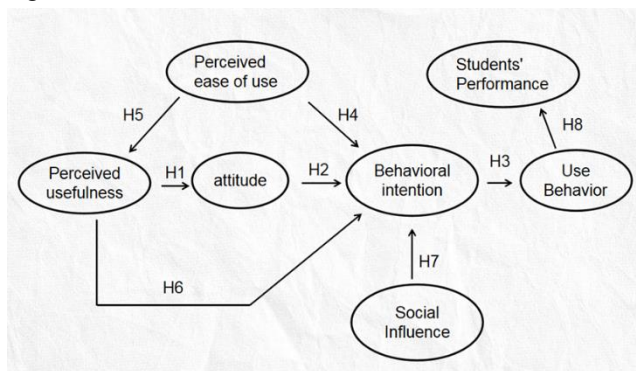 Perceived
ease of use
Students'
Performance
H5
H4
H8
Perceived
usefulness
H1
attitude
H2
Behavioral
intention
H3
Use
Behavior
H6
H7
Social
Influence